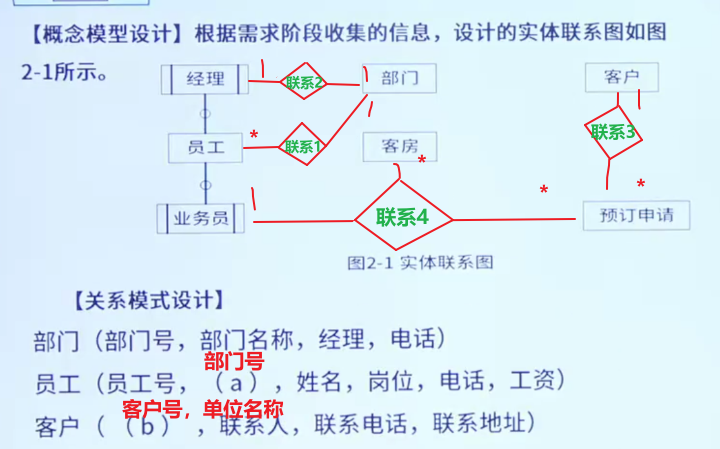 【概念模型设计】根据需求阶段收集的信息，设计的实体联系图如图
2-1所示。
经理
1
联系2
1
部门
客户
1
1
联系3
员工
*
联系1
客房
*
业务员
1
联系4
*
*
预订申请
图2-1 实体联系图
【关系模式设计】
部门（部门号，部门名称，经理，电话）
部门号
员工（员工号，（a），姓名，岗位，电话，工资）
客户号，单位名称
客户（（b），联系人，联系电话，联系地址）